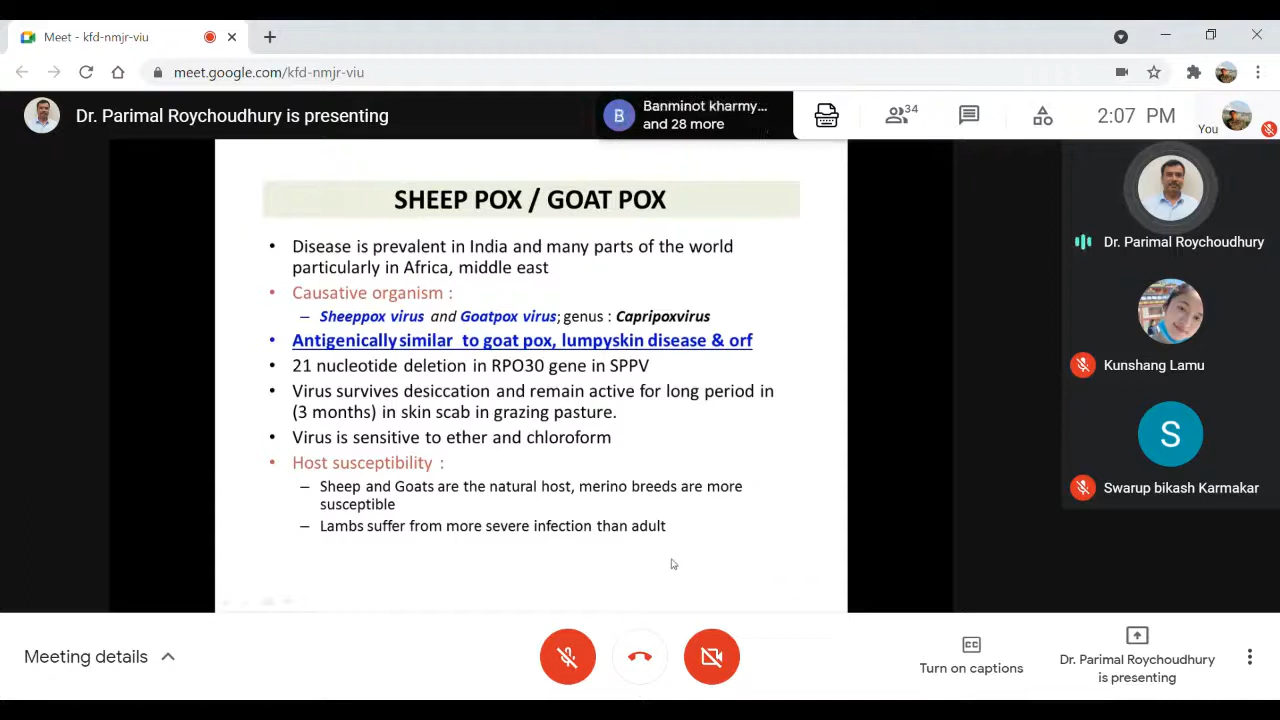 Meet - kfd-nmjr-viu
meet.google.com/kfd-nmjr-viu
Dr. Parimal Roychoudhury is presenting
B
Banminot kharmy...
and 28 more
34
2:07 PM
You
SHEEP POX / GOAT POX
• Disease is prevalent in India and many parts of the world
particularly in Africa, middle east
• Causative organism :
– Sheeppox virus and Goatpox virus; genus : Capripoxvirus
• Antigenically similar to goat pox, lumpyskin disease & orf
• 21 nucleotide deletion in RPO30 gene in SPPV
• Virus survives desiccation and remain active for long period in
(3 months) in skin scab in grazing pasture.
• Virus is sensitive to ether and chloroform
• Host susceptibility :
– Sheep and Goats are the natural host, merino breeds are more
susceptible
– Lambs suffer from more severe infection than adult
Dr. Parimal Roychoudhury
Kunshang Lamu
S
Swarup bikash Karmakar
Meeting details
CC
Turn on captions
Dr. Parimal Roychoudhury
is presenting